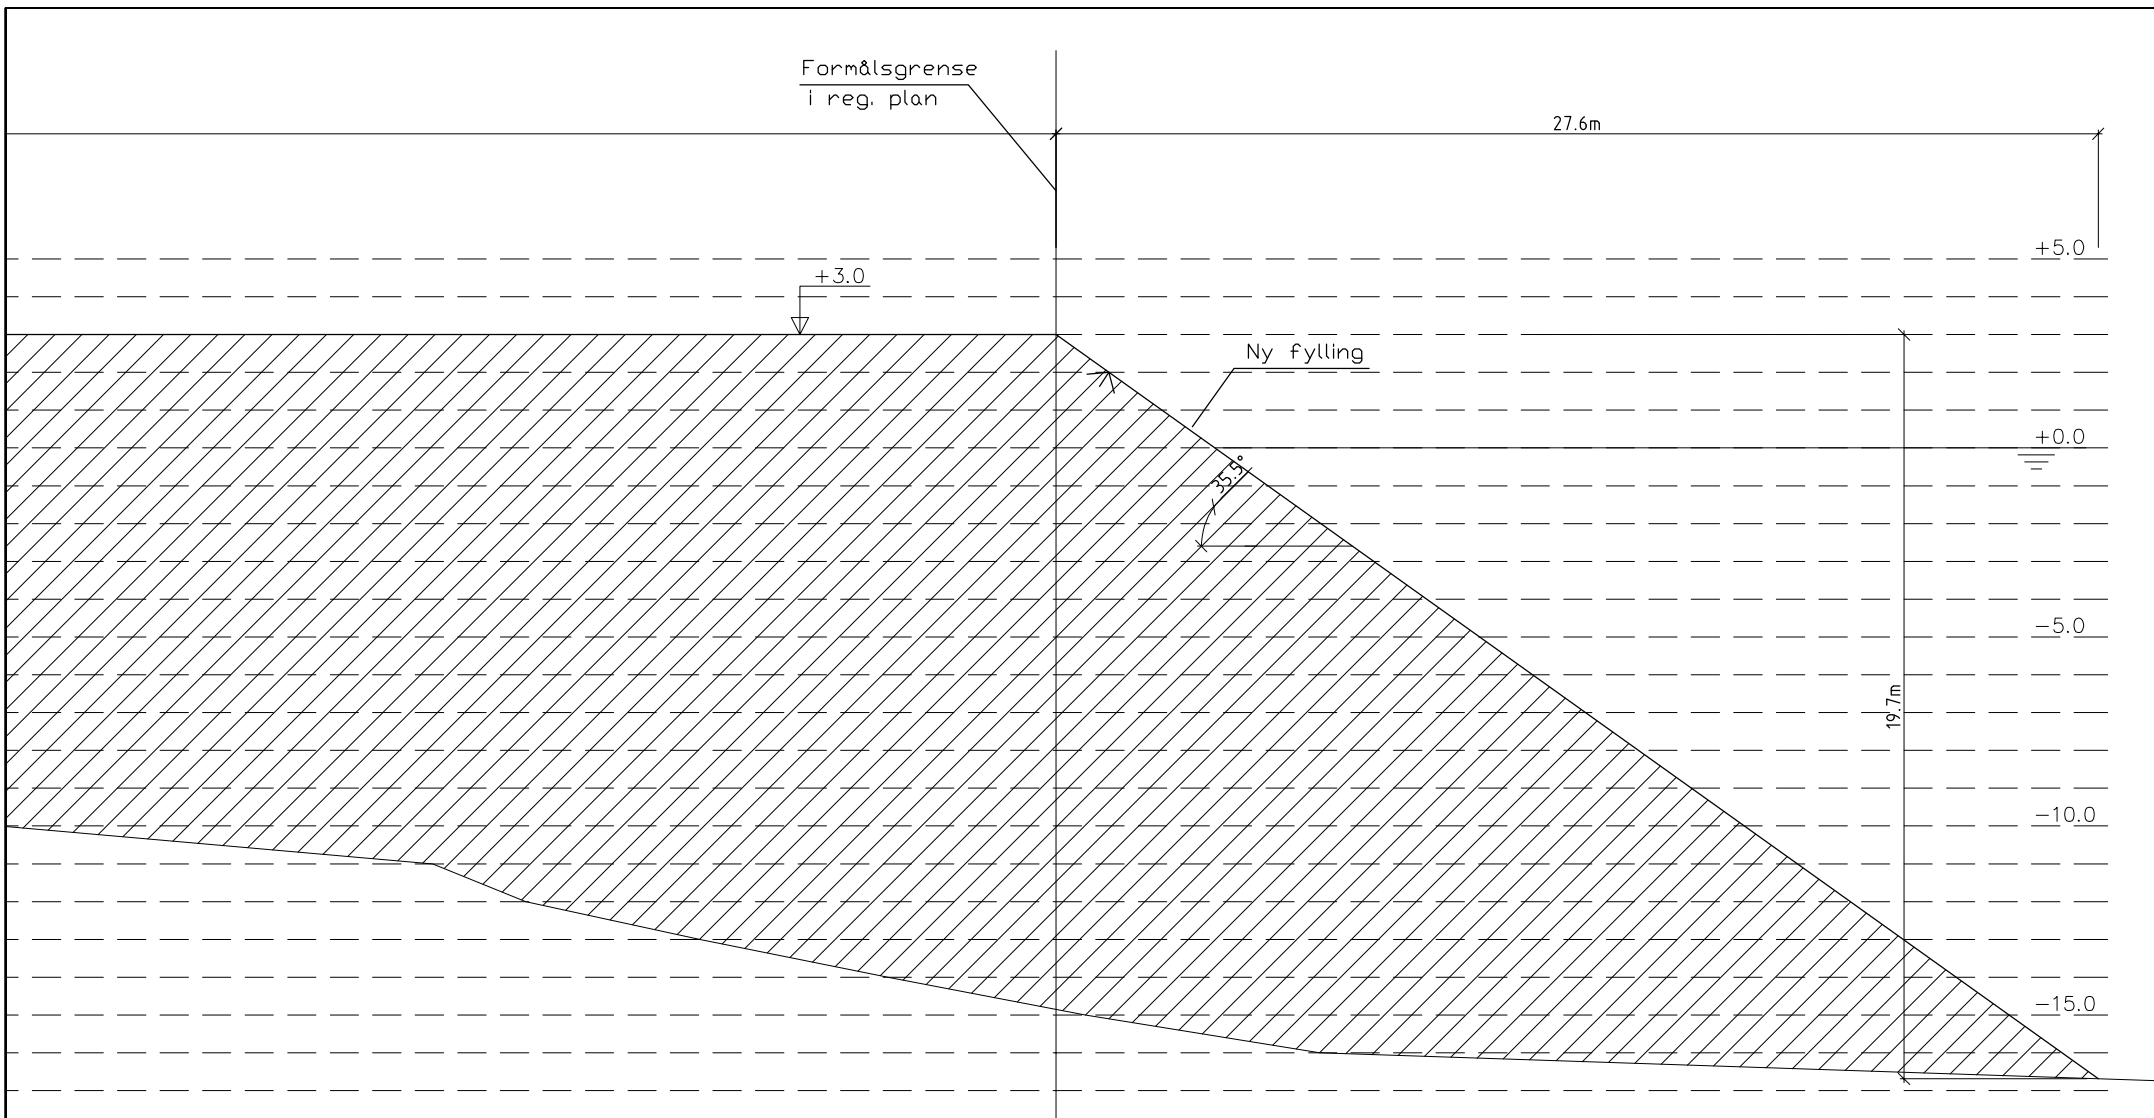 Formålsgrense
i reg. plan
27.6m
+5.0
+3.0
Ny fylling
+0.0
35.5°
-5.0
19.7m
-10.0
-15.0